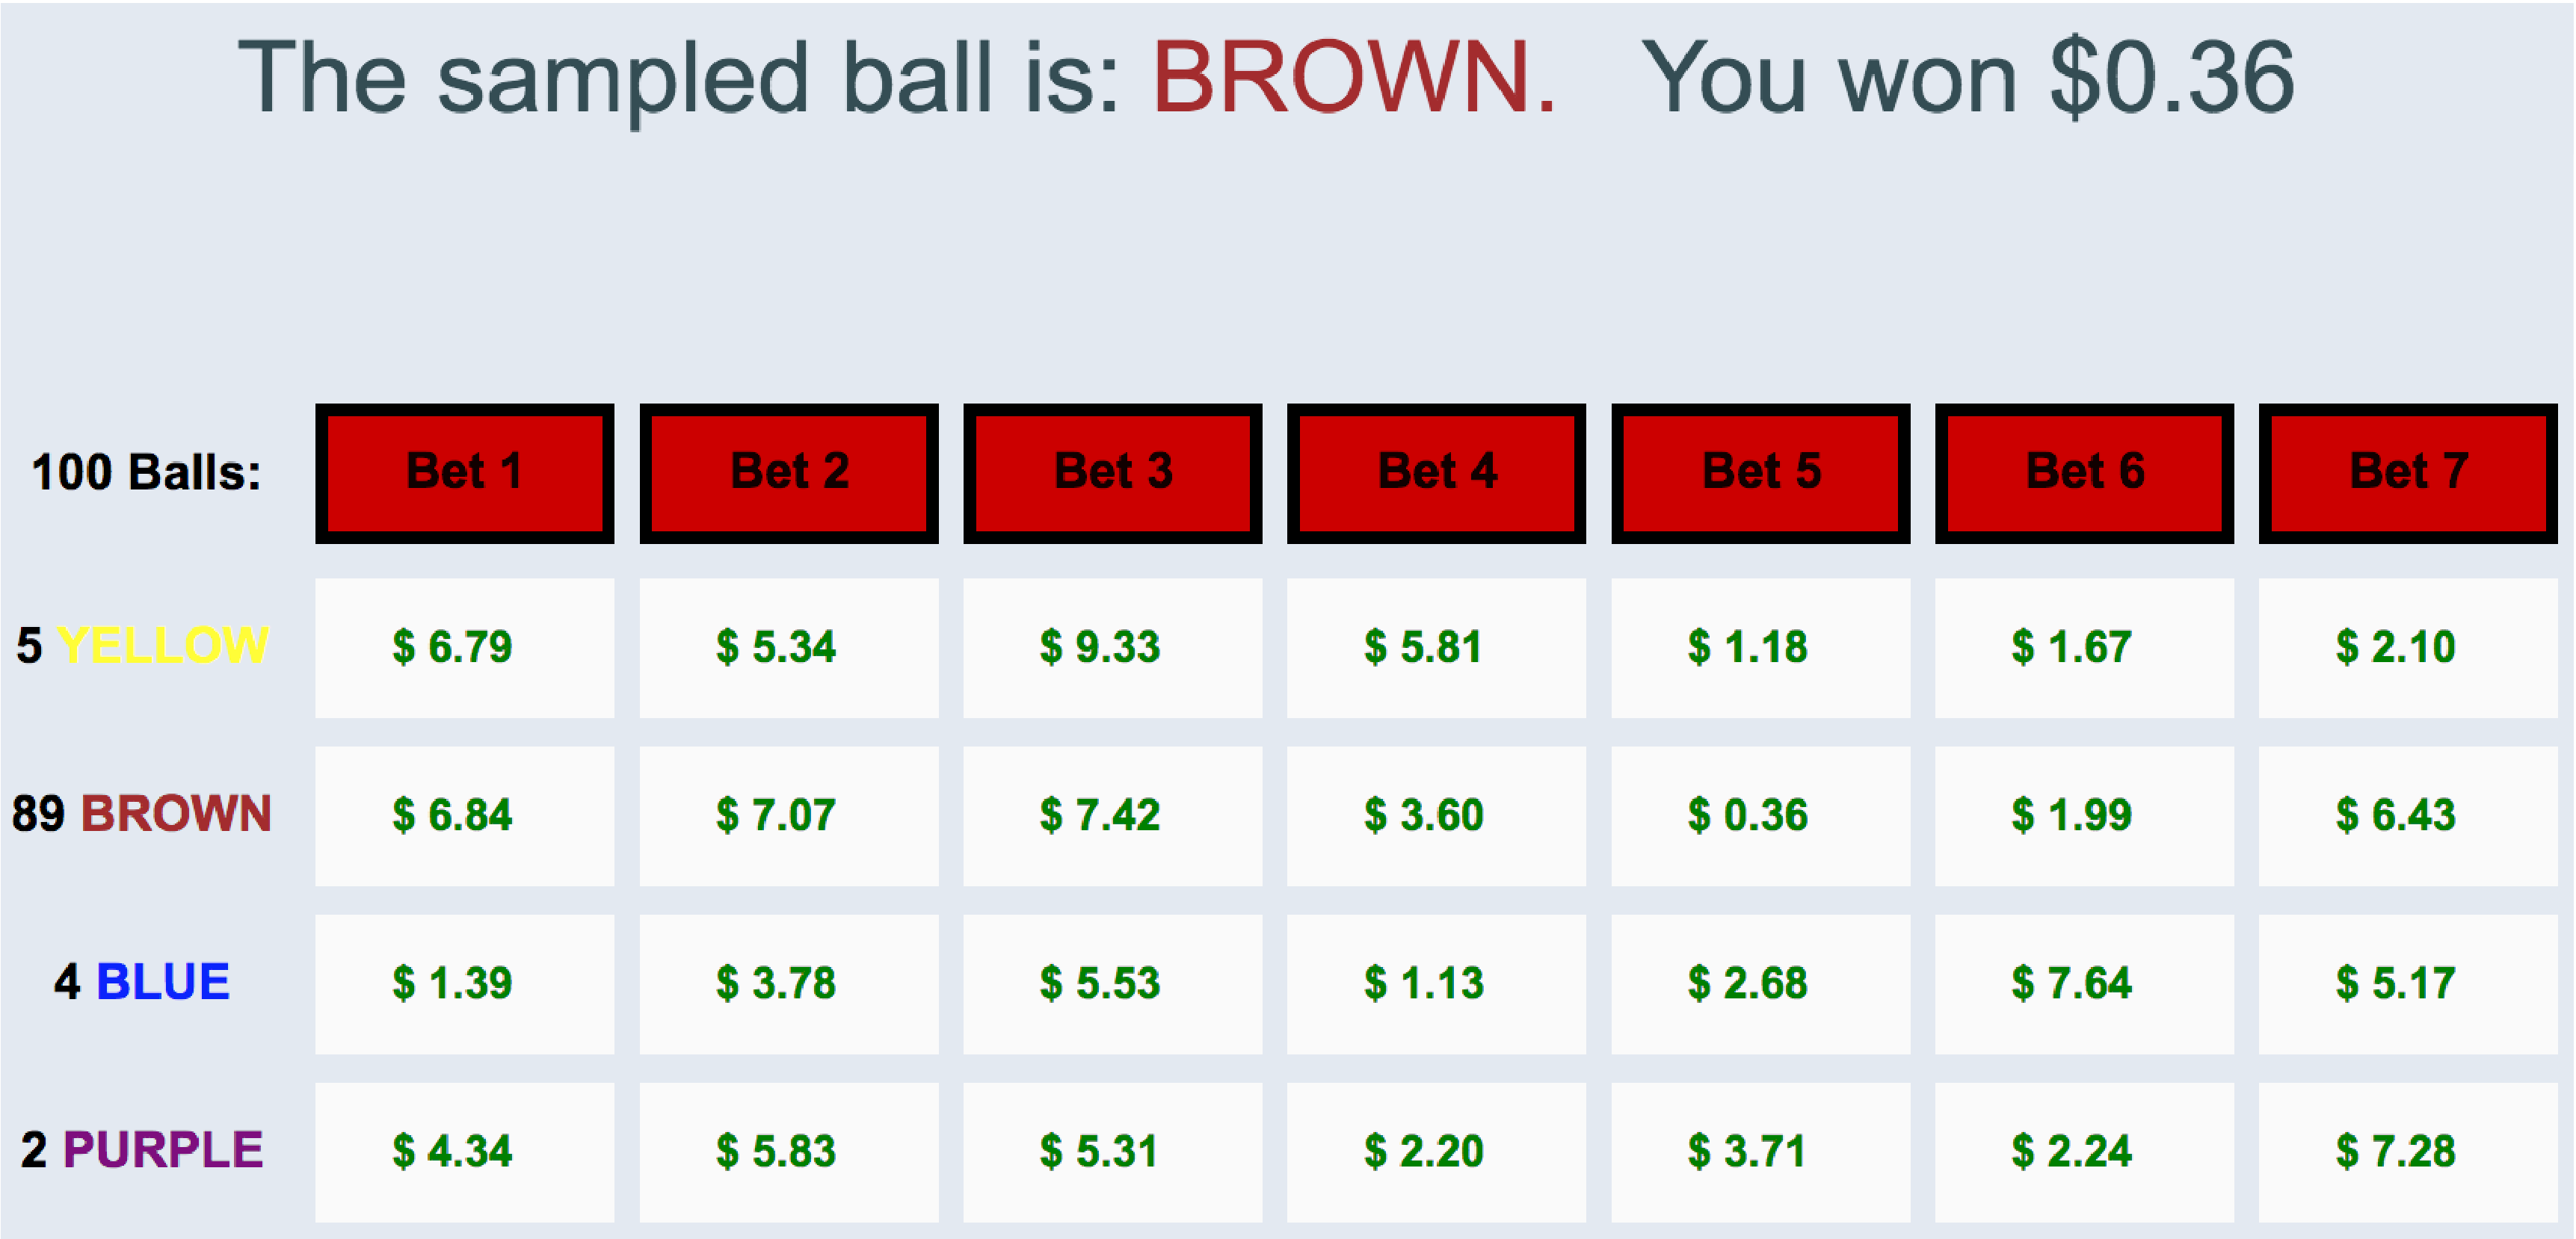 The sampled ball is: BROWN. You won $0.36
100 Balls: Bet 1 Bet 2 Bet 3 Bet 4 Bet 5 Bet 6 Bet 7
5 YELLOW $ 6.79 $ 5.34 $ 9.33 $ 5.81 $ 1.18 $ 1.67 $ 2.10
89 BROWN $ 6.84 $ 7.07 $ 7.42 $ 3.60 $ 0.36 $ 1.99 $ 6.43
4 BLUE $ 1.39 $ 3.78 $ 5.53 $ 1.13 $ 2.68 $ 7.64 $ 5.17
2 PURPLE $ 4.34 $ 5.83 $ 5.31 $ 2.20 $ 3.71 $ 2.24 $ 7.28